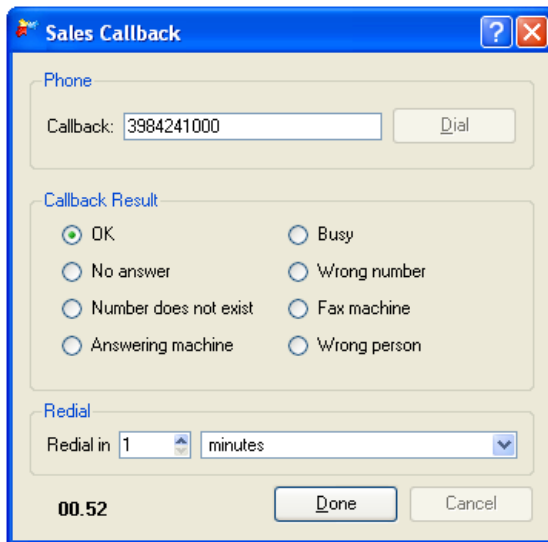 Sales Callback
Phone
Callback: 3984241000 Dial
Callback Result
OK Busy
No answer Wrong number
Number does not exist Fax machine
Answering machine Wrong person
Redial
Redial in 1 minutes
00.52 Done Cancel